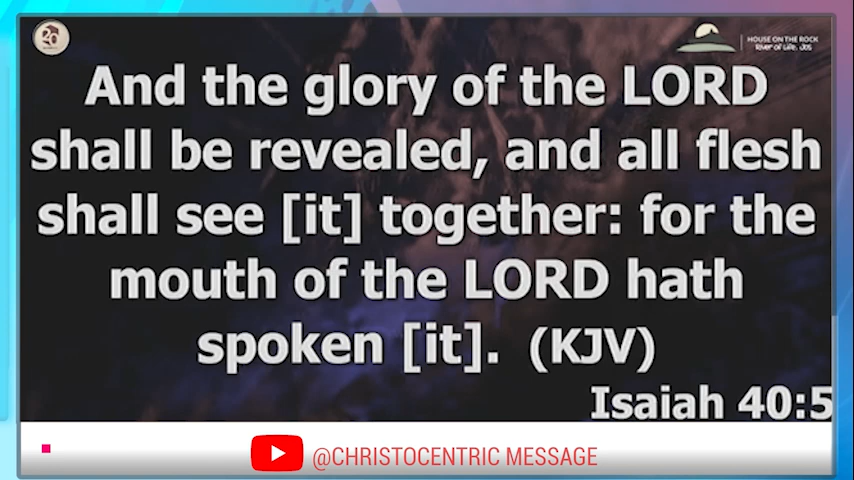 HOUSE ON THE ROCK
River of Life, Jos
And the glory of the LORD
shall be revealed, and all flesh
shall see [it] together: for the
mouth of the LORD hath
spoken [it]. (KJV)
Isaiah 40:5
@CHRISTOCENTRIC MESSAGE